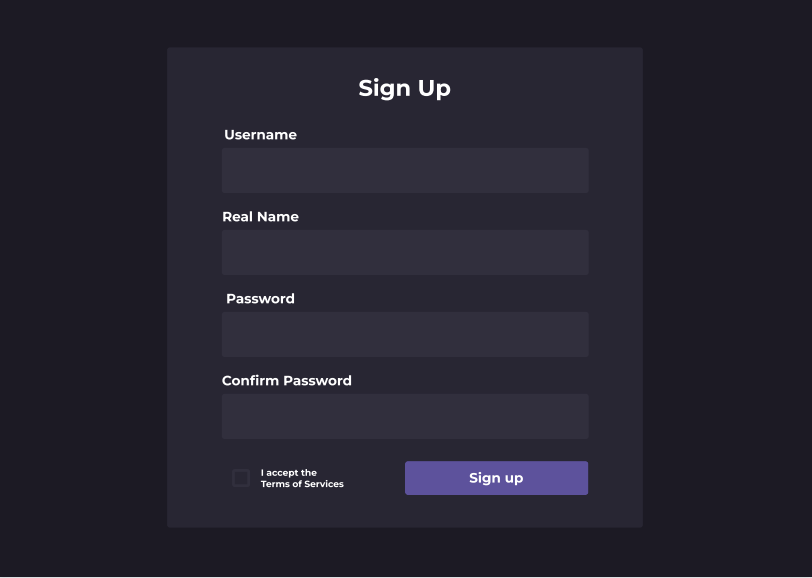 Sign Up
Username
Real Name
Password
Confirm Password
I accept the
Terms of Services
Sign up